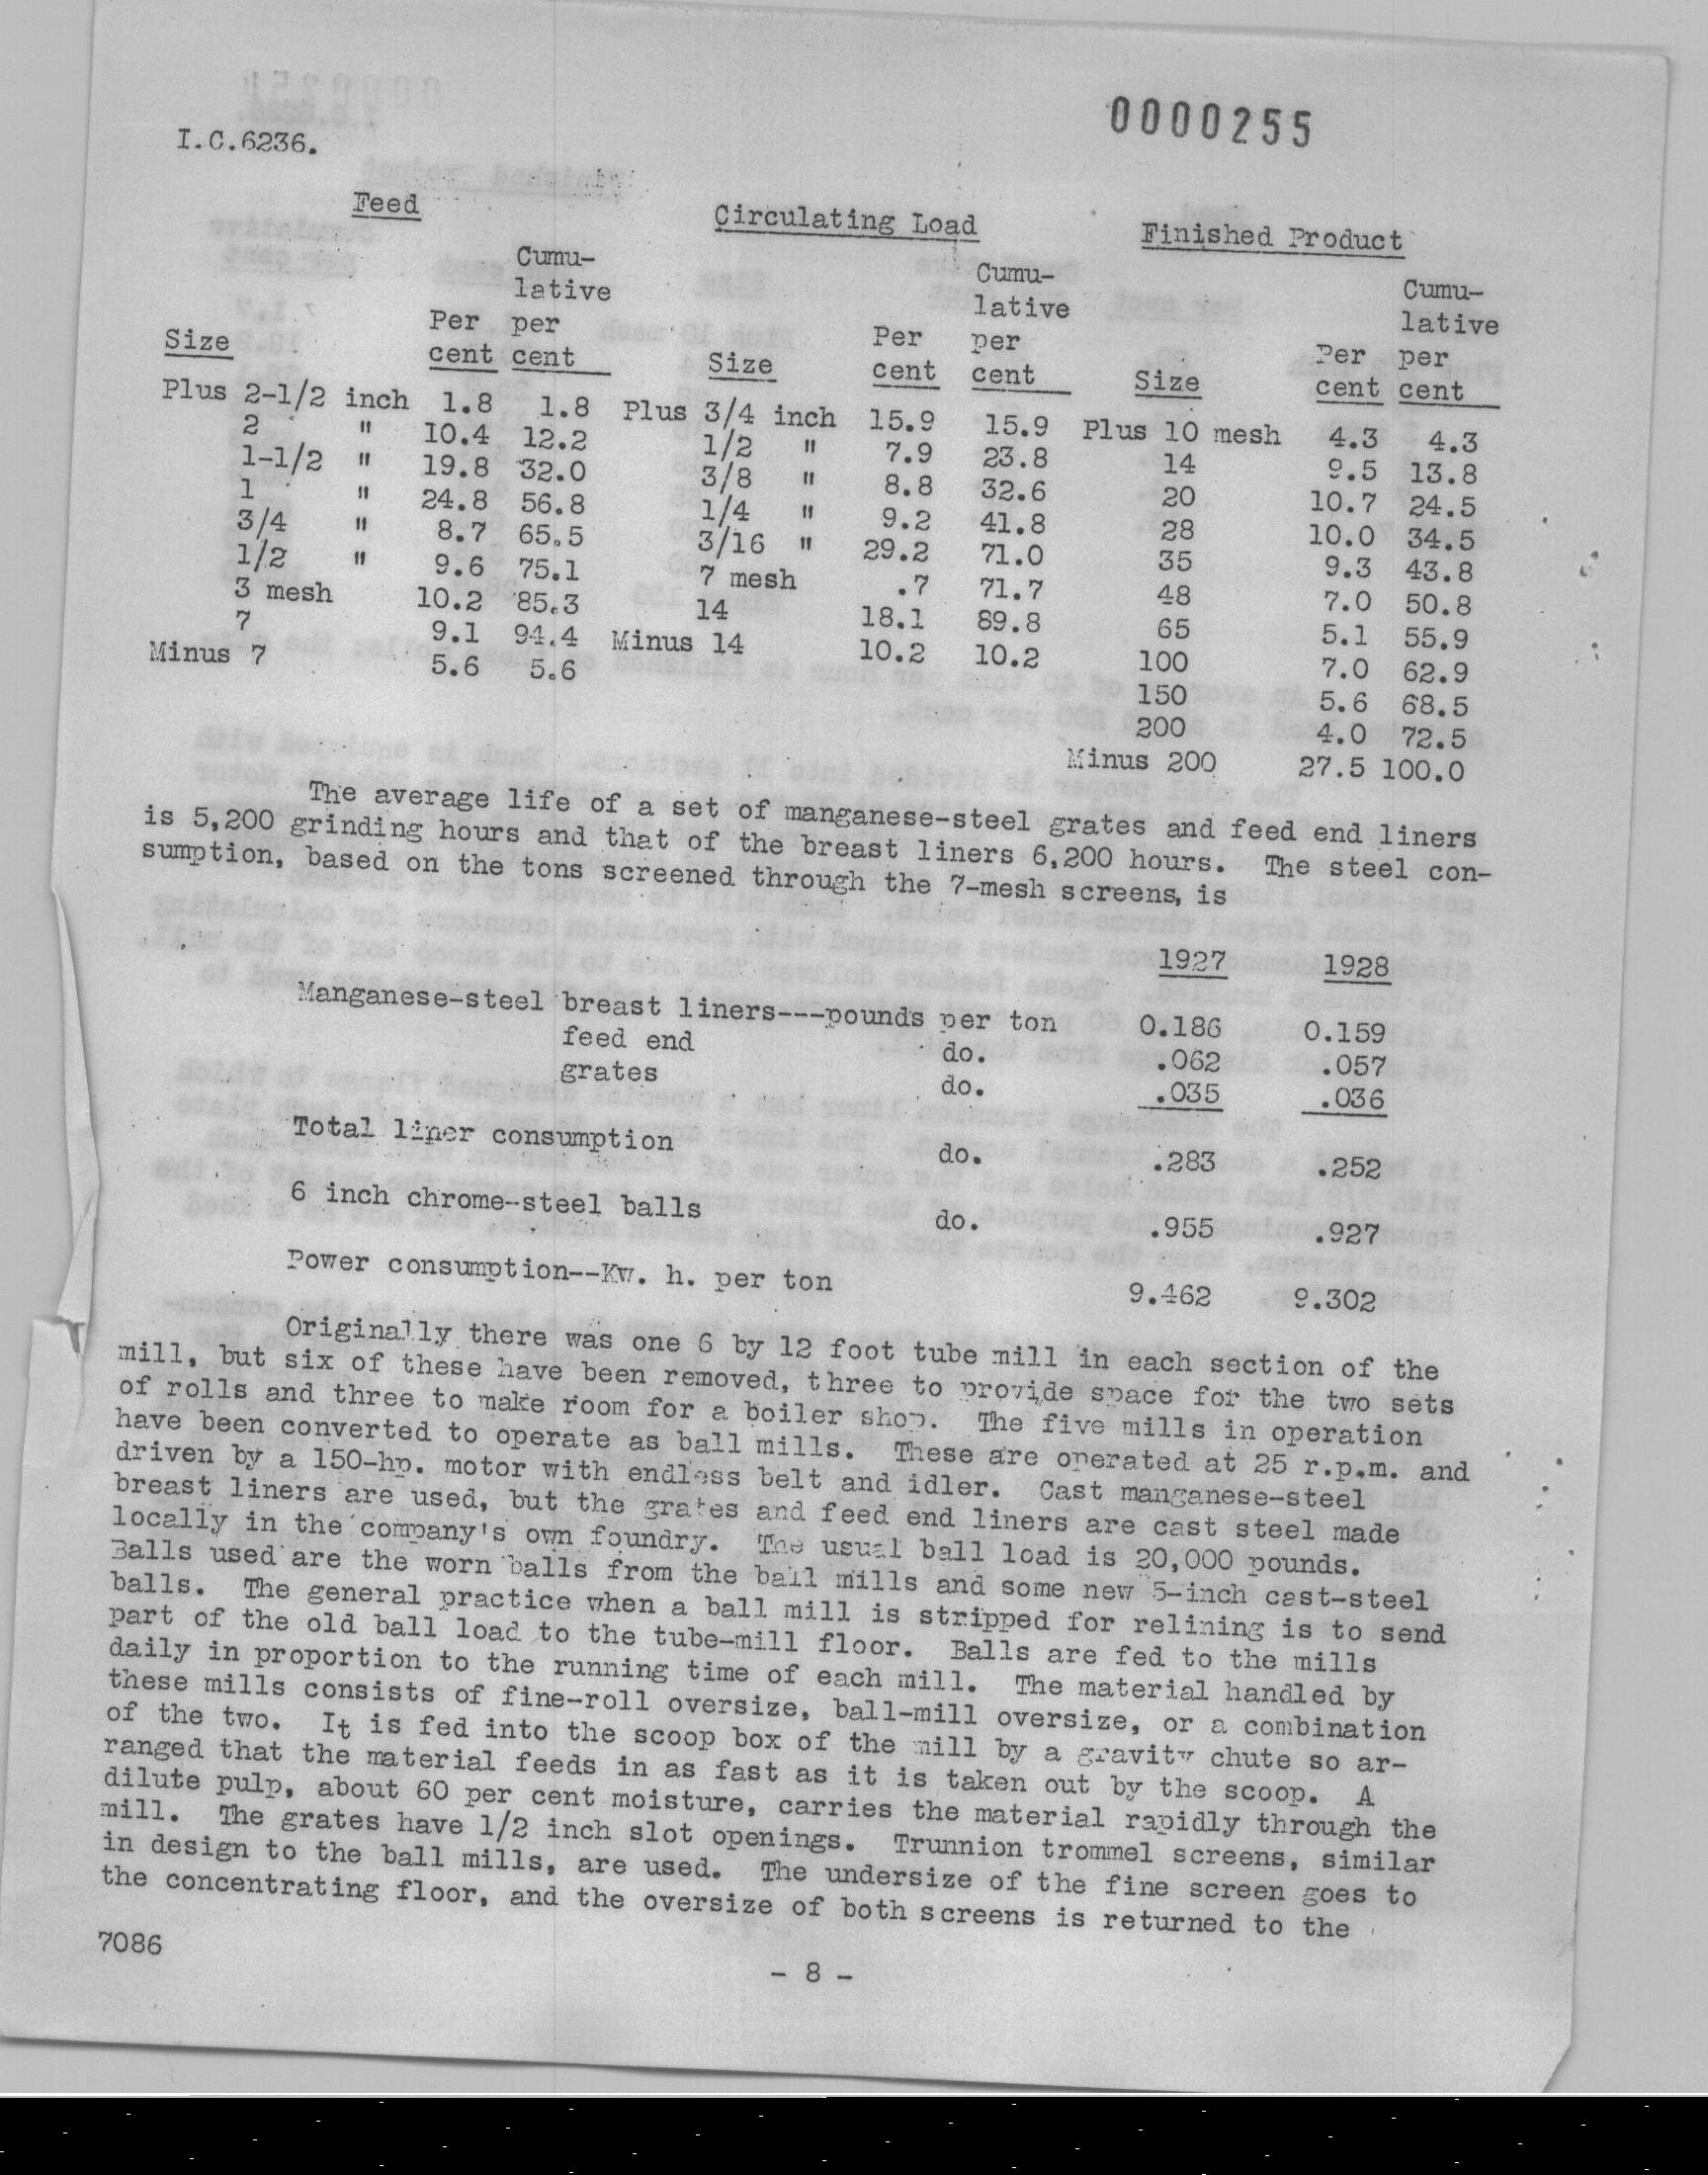 0000255
I.C.6236.
Feed Circulating Load Finished Product
Cumu- Cumu- Cumu-
lative lative lative
Per per Per per Per per
Size cent cent Size cent cent Size cent cent
Plus 2-1/2 inch 1.8 1.8 Plus 3/4 inch 15.9 15.9 Plus 10 mesh 4.3 4.3
2 " 10.4 12.2 1/2 " 7.9 23.8 14 9.5 13.8
1-1/2 " 19.8 32.0 3/8 " 8.8 32.6 20 10.7 24.5
1 " 24.8 56.8 1/4 " 9.2 41.8 28 10.0 34.5
3/4 " 8.7 65.5 3/16 " 29.2 71.0 35 9.3 43.8
1/2 " 9.6 75.1 7 mesh .7 71.7 48 7.0 50.8
3 mesh 10.2 85.3 14 18.1 89.8 65 5.1 55.9
7 9.1 94.4 Minus 14 10.2 10.2 100 7.0 62.9
Minus 7 5.6 5.6 150 5.6 68.5
200 4.0 72.5
Minus 200 27.5 100.0
The average life of a set of manganese-steel grates and feed end liners
is 5,200 grinding hours and that of the breast liners 6,200 hours. The steel con-
sumption, based on the tons screened through the 7-mesh screens, is
1927 1928
Manganese-steel breast liners---pounds per ton 0.186 0.159
feed end do. .062 .057
grates do. .035 .036
Total liner consumption do. .283 .252
6 inch chrome-steel balls do. .955 .927
Power consumption--Kw. h. per ton 9.462 9.302
Originally there was one 6 by 12 foot tube mill in each section of the
mill, but six of these have been removed, three to provide space for the two sets
of rolls and three to make room for a boiler shop. The five mills in operation
have been converted to operate as ball mills. These are operated at 25 r.p.m. and
driven by a 150-hp. motor with endless belt and idler. Cast manganese-steel
breast liners are used, but the grates and feed end liners are cast steel made
locally in the company's own foundry. The usual ball load is 20,000 pounds.
Balls used are the worn balls from the ball mills and some new 5-inch cast-steel
balls. The general practice when a ball mill is stripped for relining is to send
part of the old ball load to the tube-mill floor. Balls are fed to the mills
daily in proportion to the running time of each mill. The material handled by
these mills consists of fine-roll oversize, ball-mill oversize, or a combination
of the two. It is fed into the scoop box of the mill by a gravity chute so ar-
ranged that the material feeds in as fast as it is taken out by the scoop. A
dilute pulp, about 60 per cent moisture, carries the material rapidly through the
mill. The grates have 1/2 inch slot openings. Trunnion trommel screens, similar
in design to the ball mills, are used. The undersize of the fine screen goes to
the concentrating floor, and the oversize of both screens is returned to the
7086
- 8 -